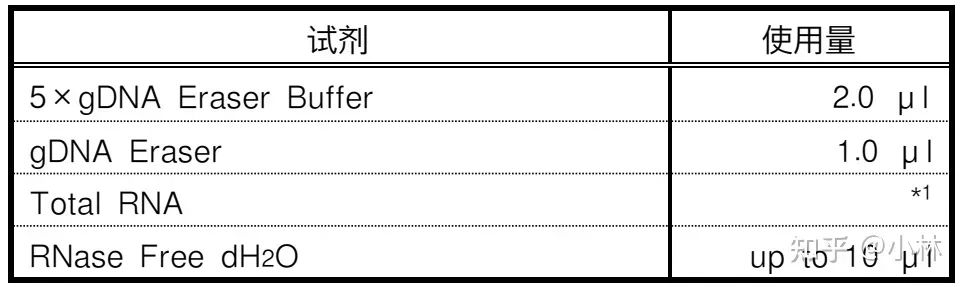 试剂 使用量
5×gDNA Eraser Buffer 2.0 μl
gDNA Eraser 1.0 μl
Total RNA *1
RNase Free dH2O up to 10 μl
知乎 @小林